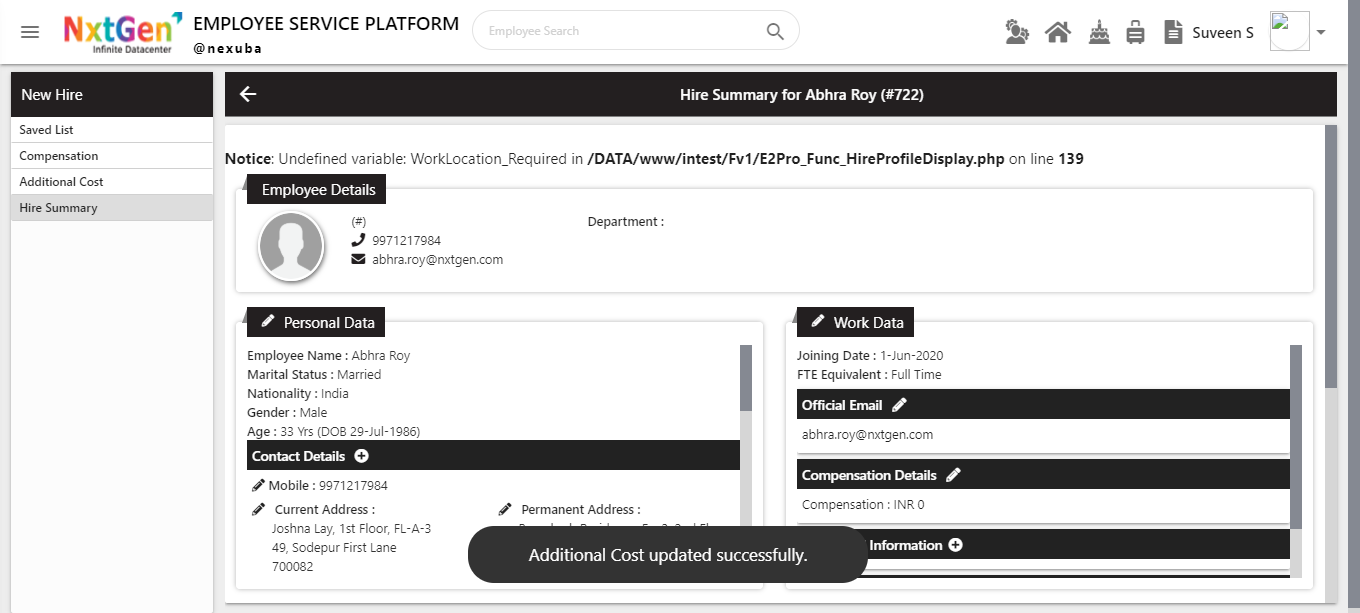 NxtGen
Infinite Datacenter
EMPLOYEE SERVICE PLATFORM
@nexuba
Employee Search
Suveen S
New Hire
Saved List
Compensation
Additional Cost
Hire Summary
Hire Summary for Abhra Roy (#722)
Notice: Undefined variable: WorkLocation_Required in /DATA/www/intest/Fv1/E2Pro_Func_HireProfileDisplay.php on line 139
Employee Details
(#)
9971217984
abhra.roy@nxtgen.com
Department :
Personal Data
Employee Name : Abhra Roy
Marital Status : Married
Nationality : India
Gender : Male
Age : 33 Yrs (DOB 29-Jul-1986)
Contact Details
Mobile : 9971217984
Current Address :
Joshna Lay, 1st Floor, FL-A-3
49, Sodepur First Lane
700082
Permanent Address :
Work Data
Joining Date : 1-Jun-2020
FTE Equivalent : Full Time
Official Email
abhra.roy@nxtgen.com
Compensation Details
Compensation : INR 0
Information
Additional Cost updated successfully.